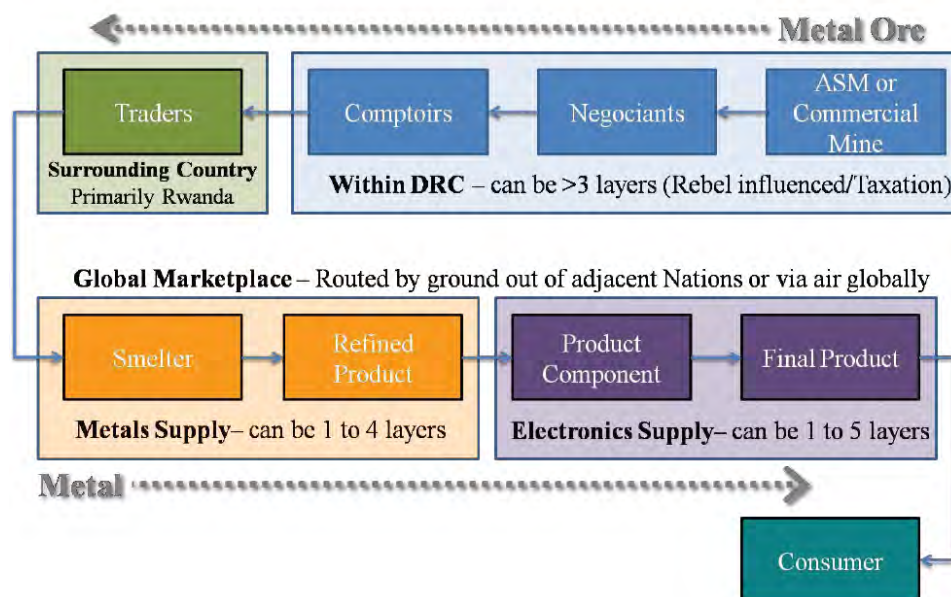 Metal Ore
Traders
Surrounding Country
Primarily Rwanda
Comptoirs
Negociants
ASM or
Commercial
Mine
Within DRC – can be >3 layers (Rebel influenced/Taxation)
Global Marketplace – Routed by ground out of adjacent Nations or via air globally
Smelter
Refined
Product
Metals Supply– can be 1 to 4 layers
Product
Component
Final Product
Electronics Supply– can be 1 to 5 layers
Metal
Consumer